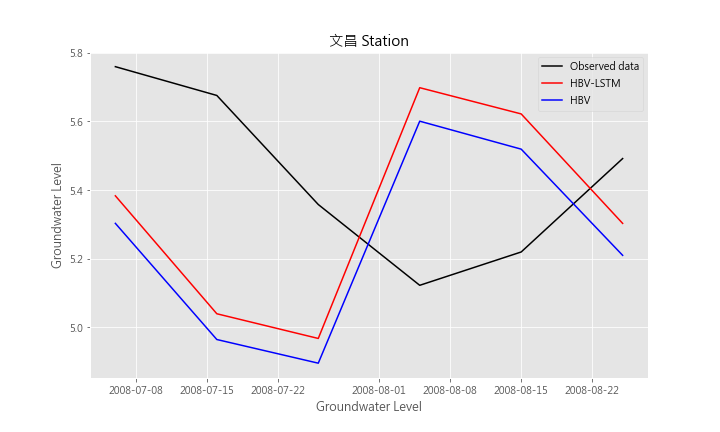 文昌 Station
Observed data
HBV-LSTM
HBV
5.8
5.6
5.4
5.2
5.0
Groundwater Level
2008-07-08 2008-07-15 2008-07-22 2008-08-01 2008-08-08 2008-08-15 2008-08-22
Groundwater Level